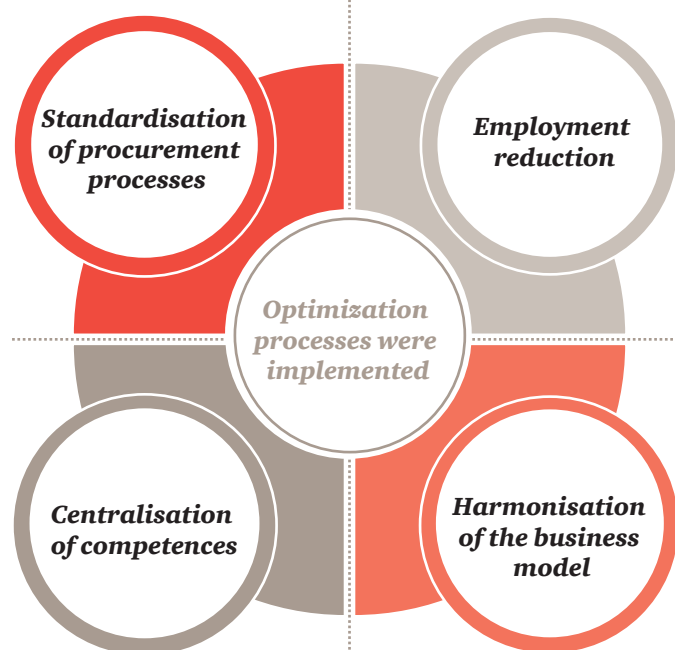 Standardisation
of procurement
processes
Employment
reduction
Optimization
processes were
implemented
Centralisation
of competences
Harmonisation
of the business
model